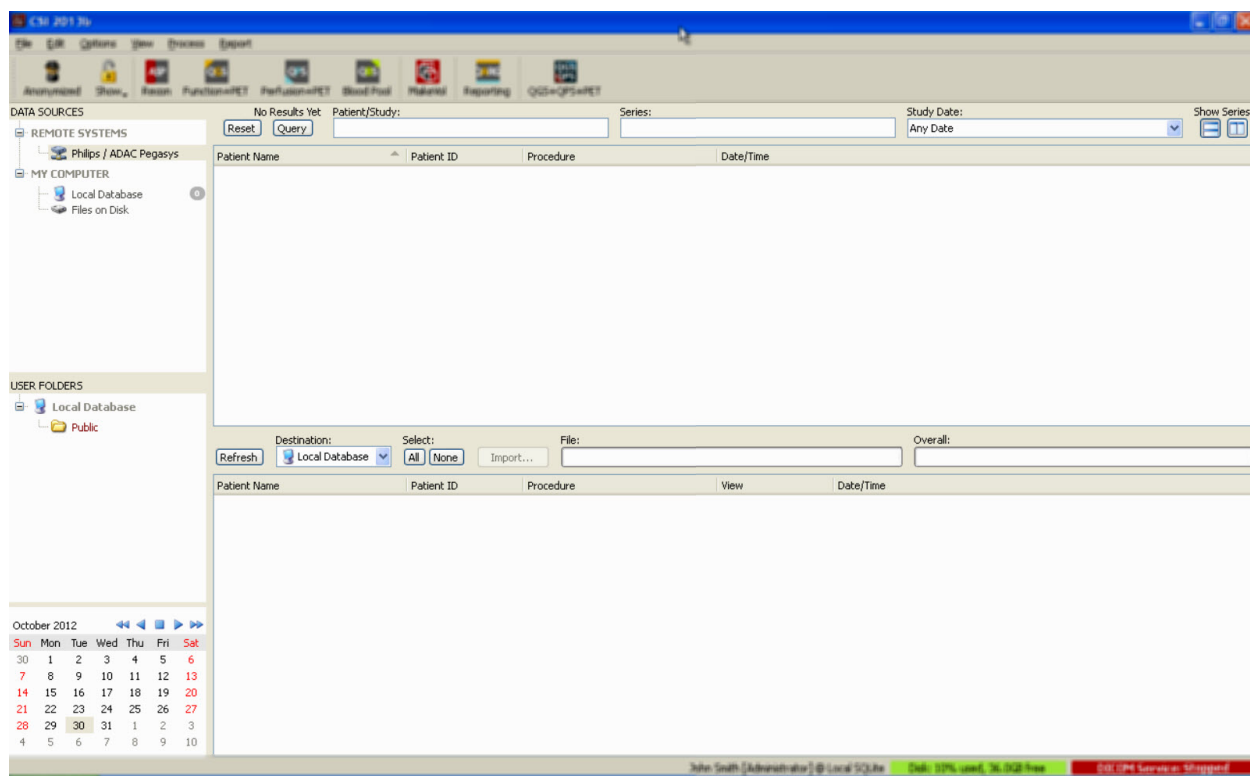 CSI 2013b
File Edit Options View Process Export
Anonymized Show Recon Function+PET Perfusion+PET Blood Pool Reporting QGS+QPS+PET
DATA SOURCES
REMOTE SYSTEMS
Philips / ADAC Pegasys
MY COMPUTER
Local Database 0
Files on Disk
No Results Yet Patient/Study: Series: Study Date: Show Series
Reset Query Any Date
Patient Name Patient ID Procedure Date/Time
USER FOLDERS
Local Database
Public
Destination: Select: File: Overall:
Refresh Local Database All None Import...
Patient Name Patient ID Procedure View Date/Time
October 2012
Sun Mon Tue Wed Thu Fri Sat
30 1 2 3 4 5 6
7 8 9 10 11 12 13
14 15 16 17 18 19 20
21 22 23 24 25 26 27
28 29 30 31 1 2 3
4 5 6 7 8 9 10
John Smith [Administrator] @ Local SQLite Disk: 10% used, 36.0GB free DICOM Service: Stopped